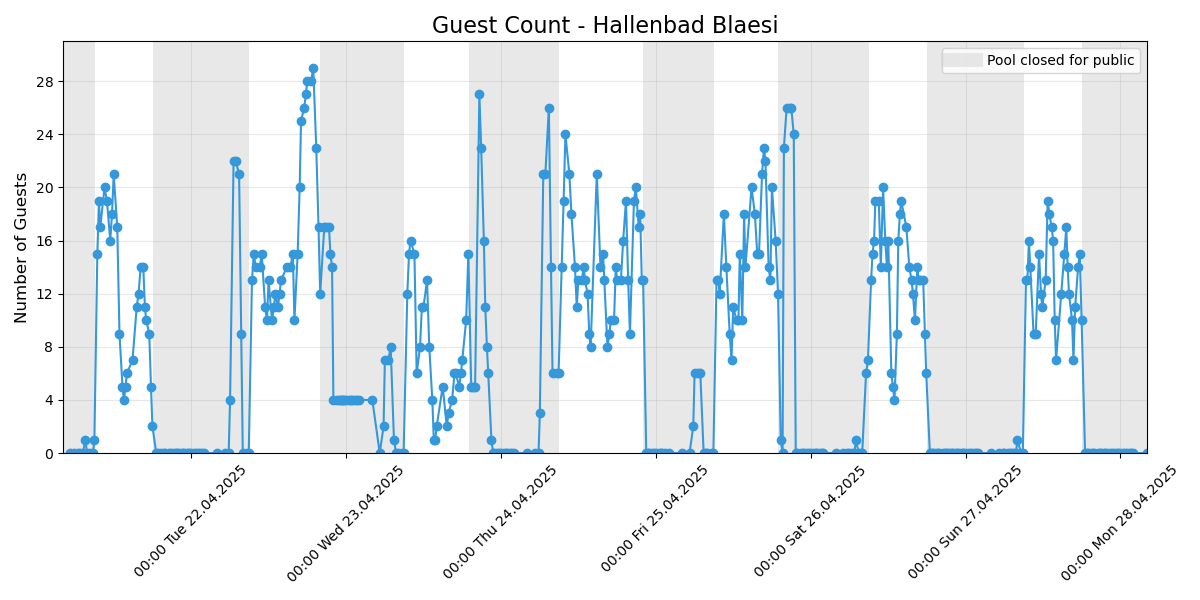 Guest Count - Hallenbad Blaesi
Pool closed for public
Number of Guests
28
24
20
16
12
8
4
0
00:00 Tue 22.04.2025
00:00 Wed 23.04.2025
00:00 Thu 24.04.2025
00:00 Fri 25.04.2025
00:00 Sat 26.04.2025
00:00 Sun 27.04.2025
00:00 Mon 28.04.2025